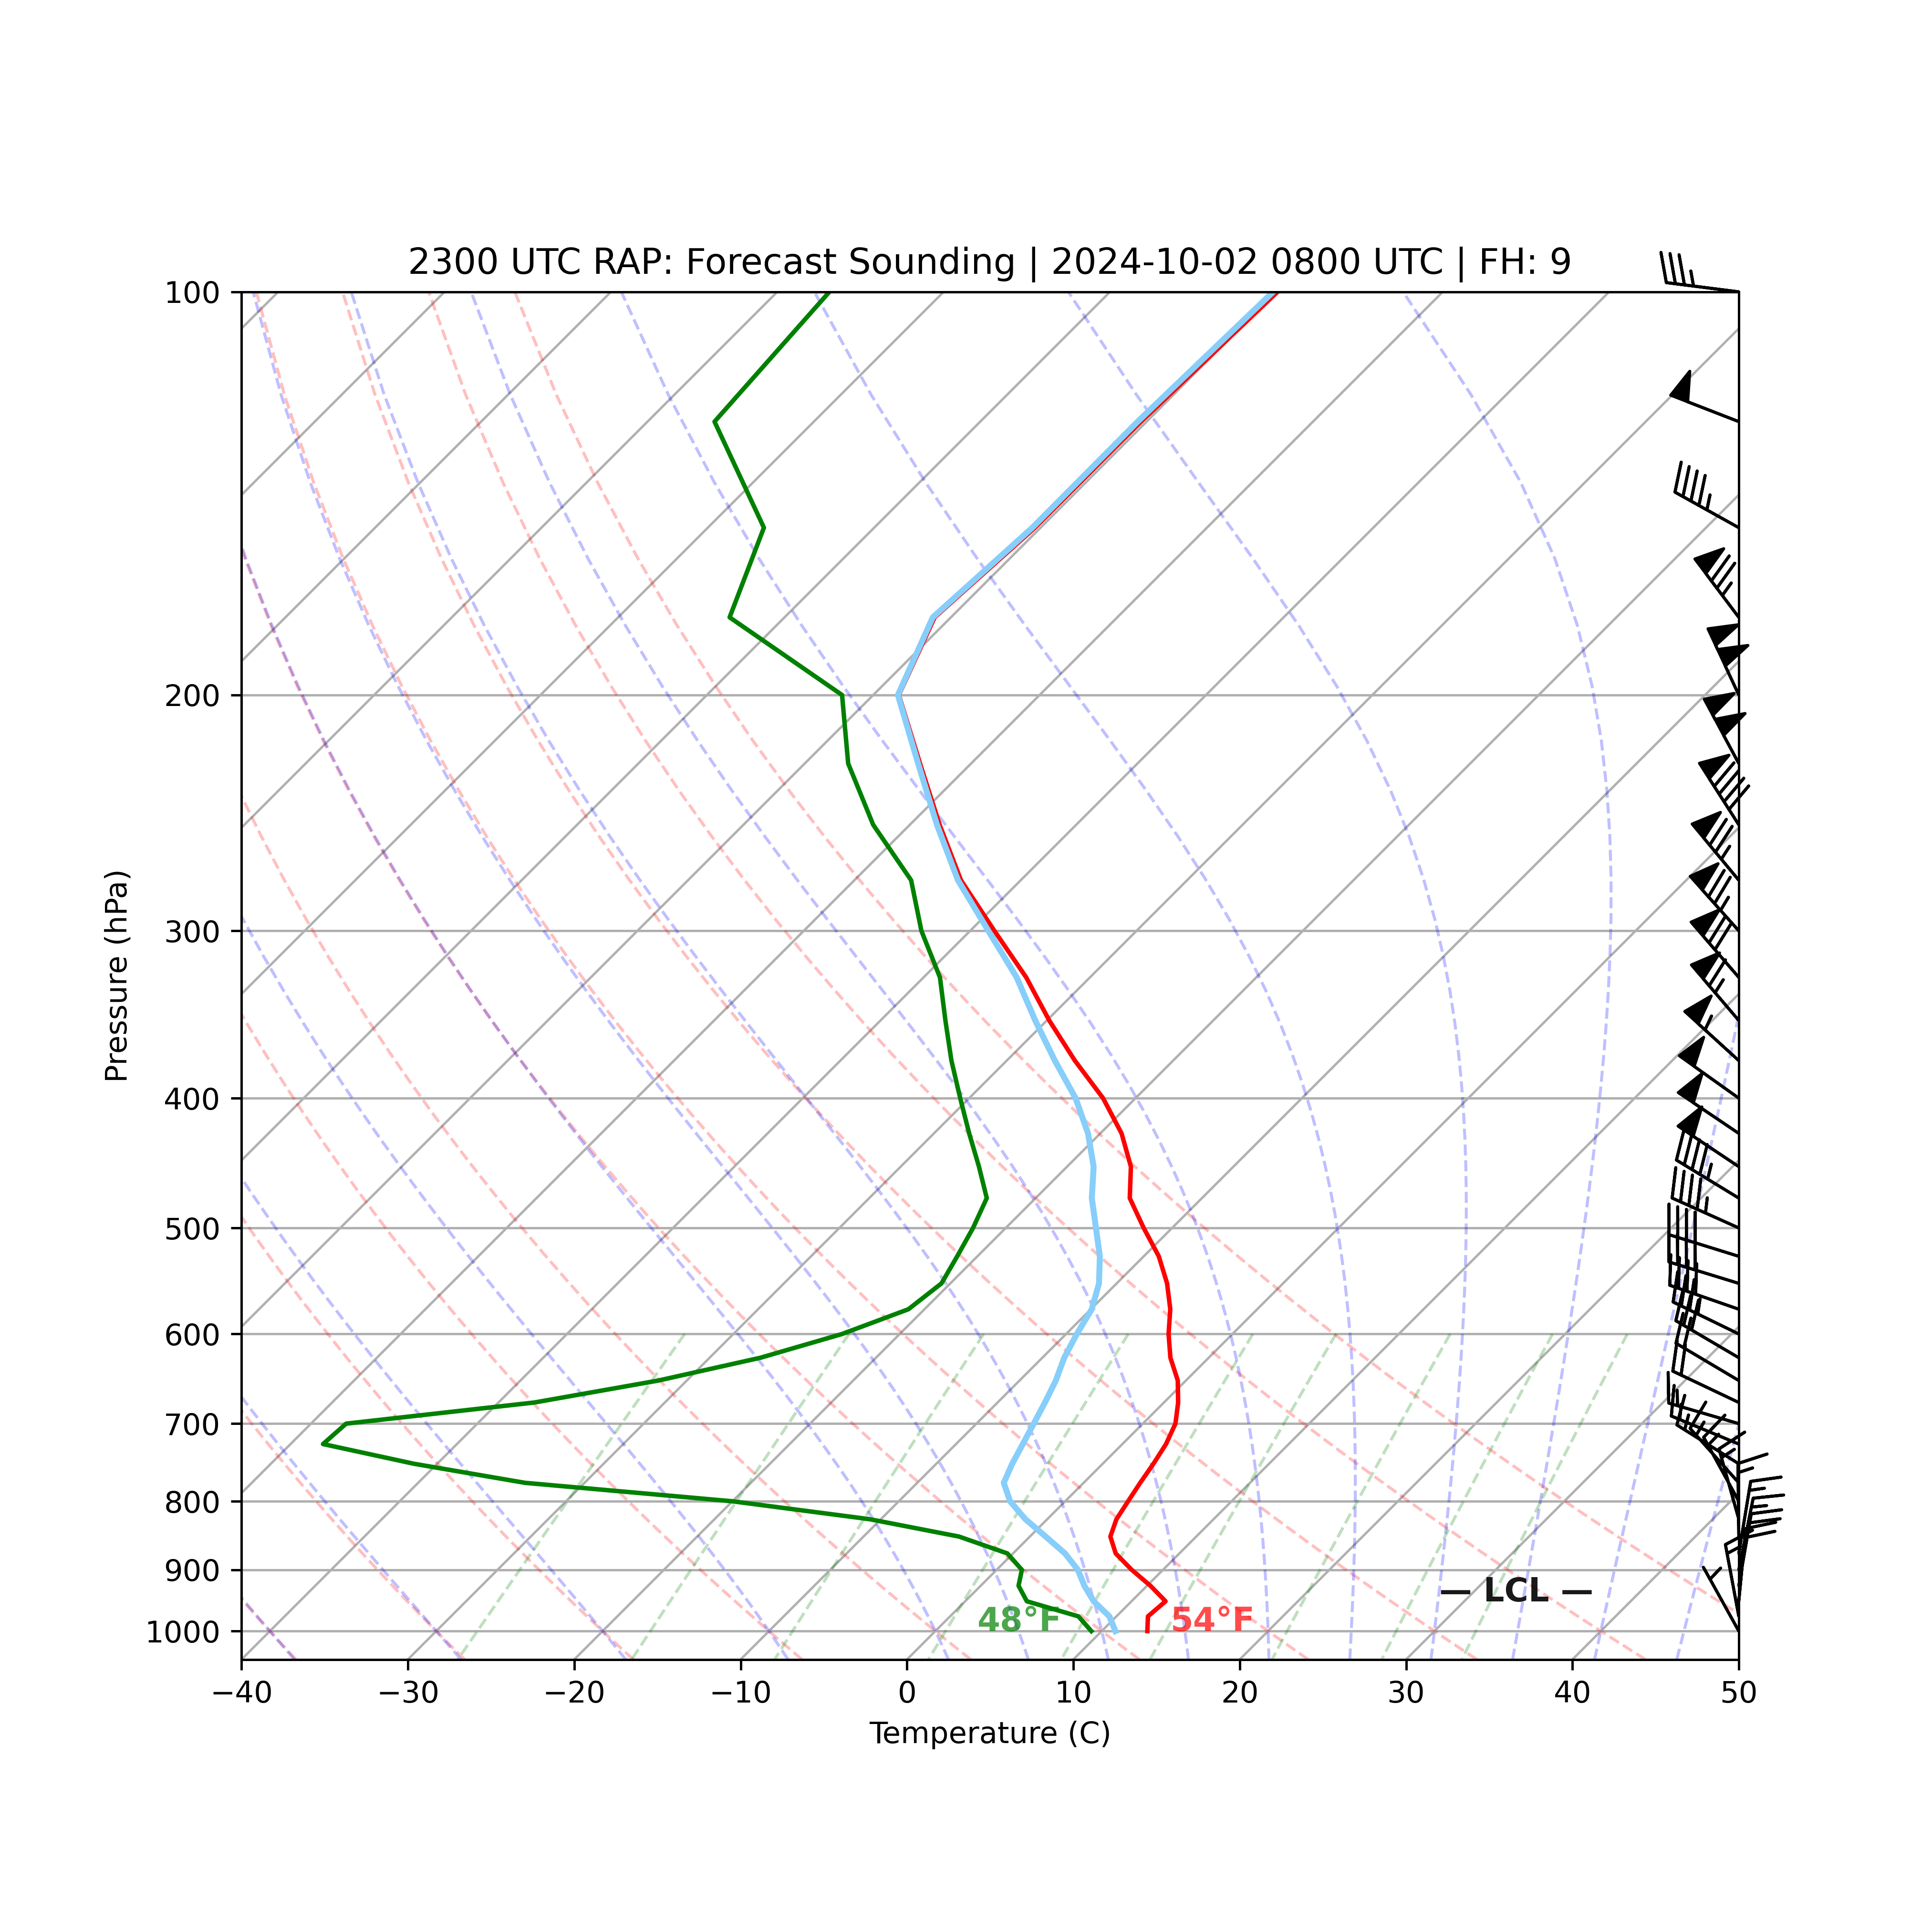 2300 UTC RAP: Forecast Sounding | 2024-10-02 0800 UTC | FH: 9
100
200
300
400
500
600
700
800
900
1000
Pressure (hPa)
— LCL —
48°F
54°F
−40 −30 −20 −10 0 10 20 30 40 50
Temperature (C)